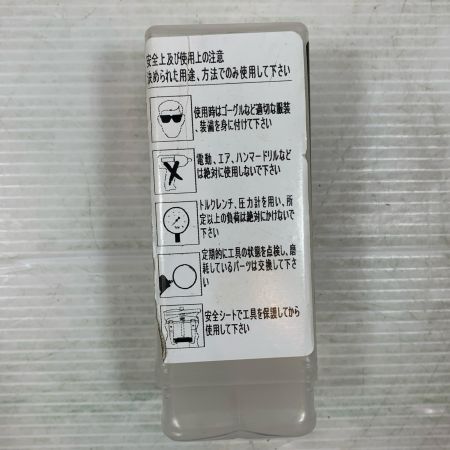 安全上及び使用上の注意
決められた用途、方法でのみ使用して下さい
使用時はゴーグルなど適切な服装
、装備を身に付けて下さい
電動、エア、ハンマードリルなど
は絶対に使用しないで下さい
トルクレンチ、圧力計を用い、所
定以上の負荷は絶対にかけないで
下さい
定期的に工具の状態を点検し、磨
耗しているパーツは交換して下さ
い
安全シートで工具を保護してから
使用して下さい